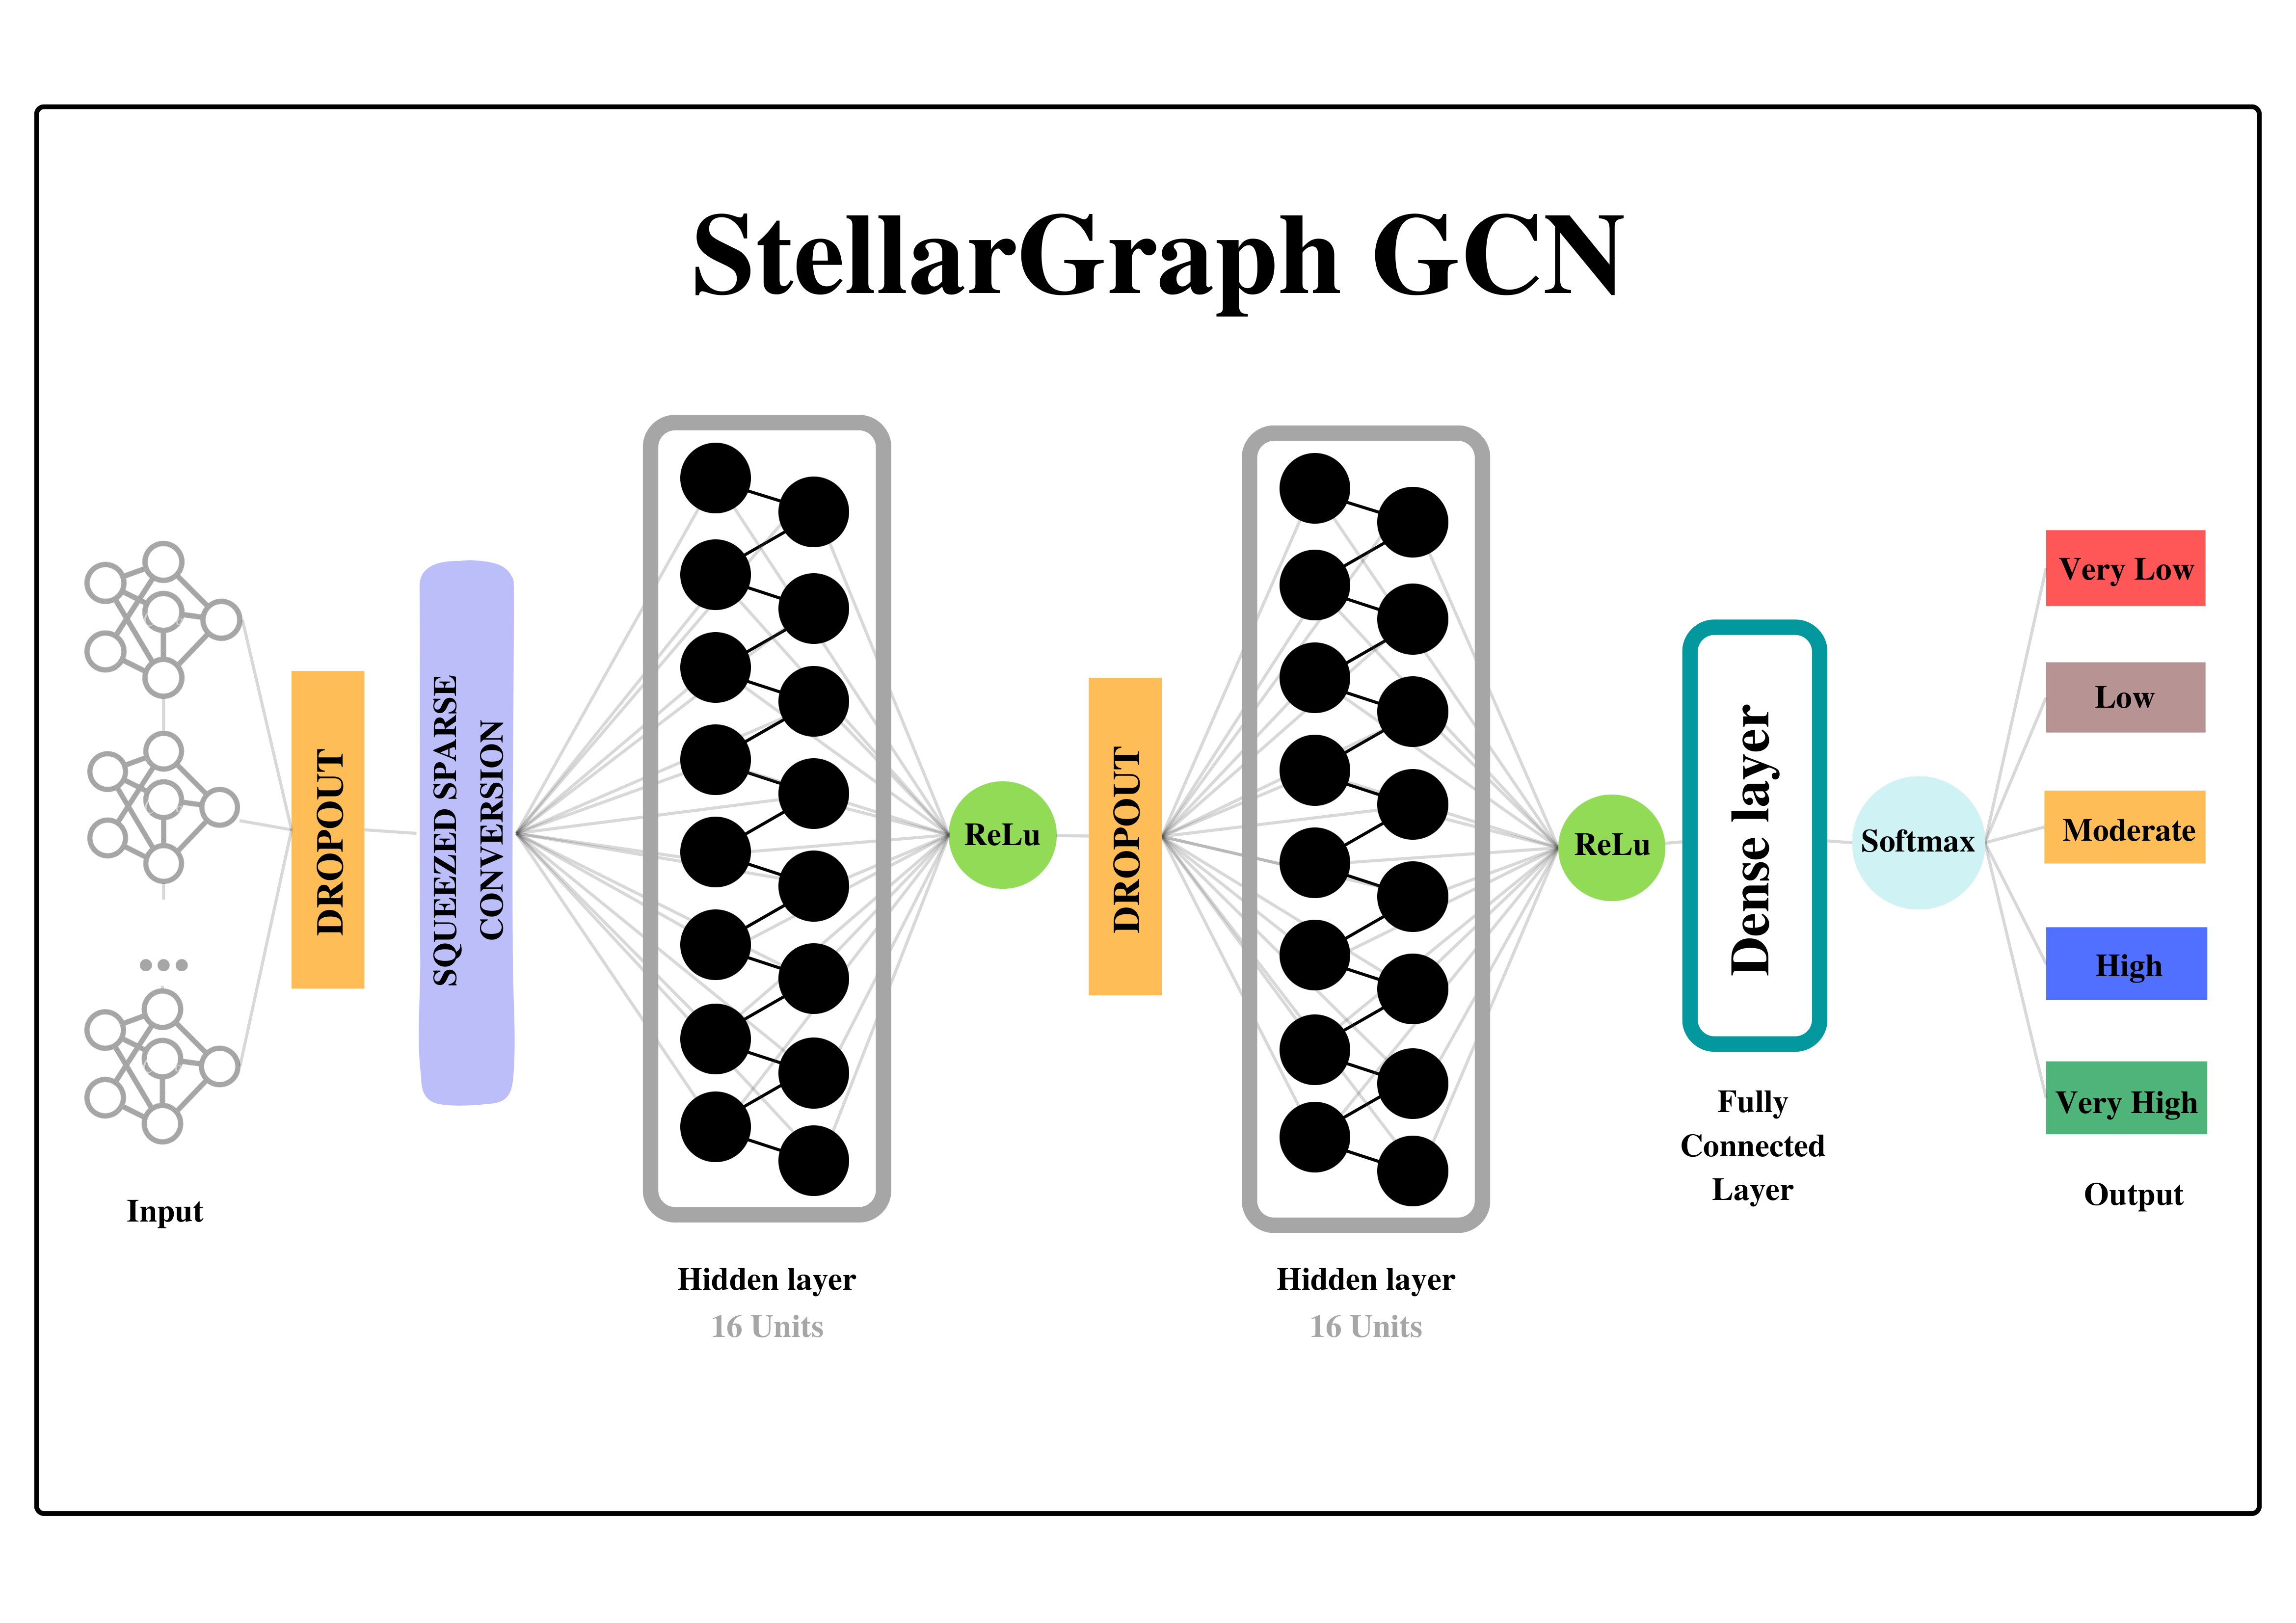 StellarGraph GCN
DROPOUT
SQUEEZED SPARSE
CONVERSION
ReLu
DROPOUT
ReLu
Dense layer
Softmax
Very Low
Low
Moderate
High
Very High
Input
Hidden layer
16 Units
Hidden layer
16 Units
Fully
Connected
Layer
Output